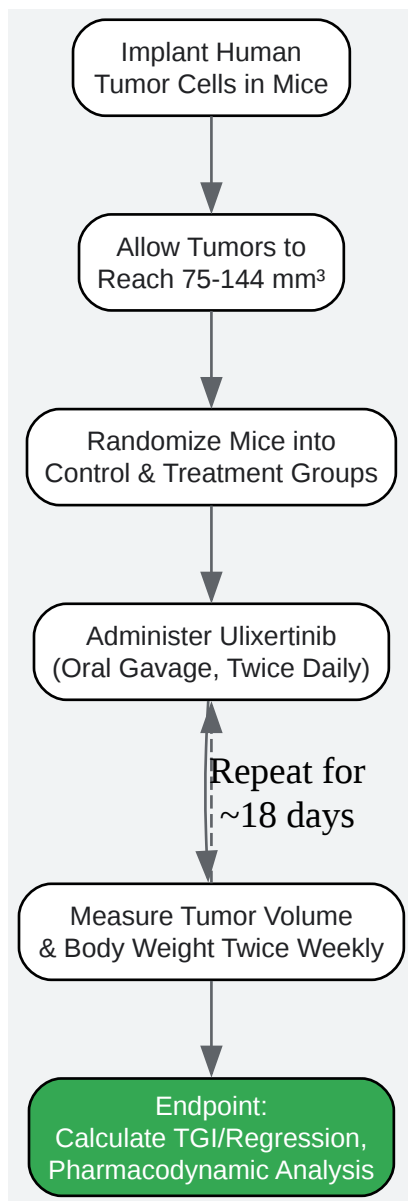 Implant Human
Tumor Cells in Mice
Allow Tumors to
Reach 75-144 mm³
Randomize Mice into
Control & Treatment Groups
Administer Ulixertinib
(Oral Gavage, Twice Daily)
Repeat for
~18 days
Measure Tumor Volume
& Body Weight Twice Weekly
Endpoint:
Calculate TGI/Regression,
Pharmacodynamic Analysis